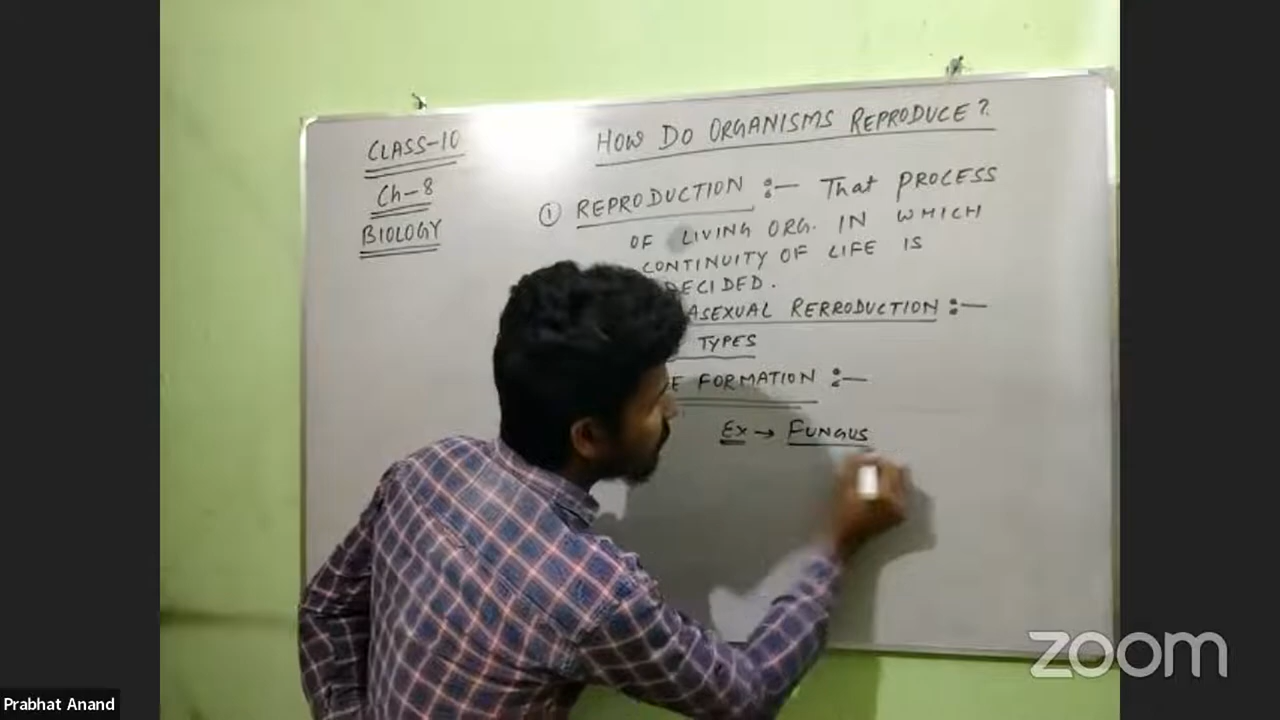 CLASS-10
Ch-8
BIOLOGY
HOW DO ORGANISMS REPRODUCE?
① REPRODUCTION :- That PROCESS
OF LIVING ORG. IN WHICH
CONTINUITY OF LIFE IS
DECIDED.
ASEXUAL RERRODUCTION :-
TYPES
FORMATION :-
Ex → FUNGUS
zoom
Prabhat Anand